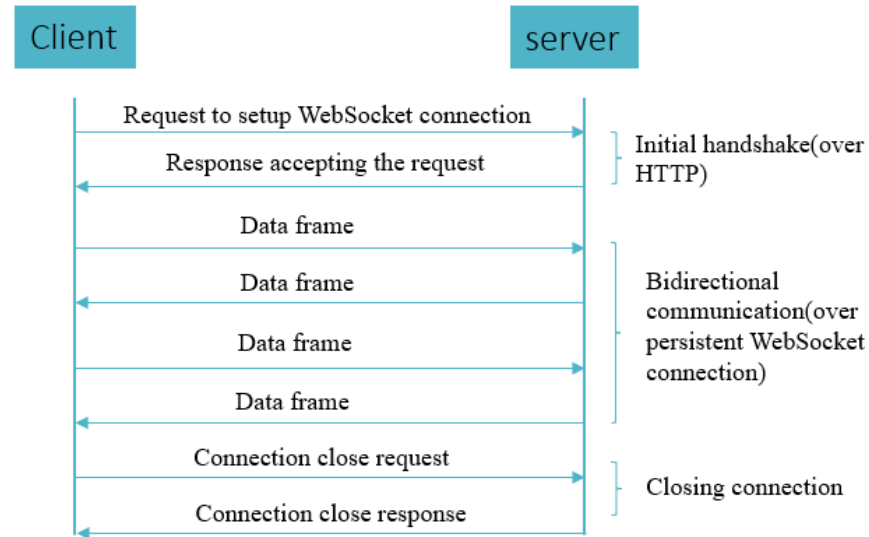 Client
server
Request to setup WebSocket connection
Response accepting the request
Initial handshake(over
HTTP)
Data frame
Data frame
Data frame
Data frame
Bidirectional
communication(over
persistent WebSocket
connection)
Connection close request
Connection close response
Closing connection